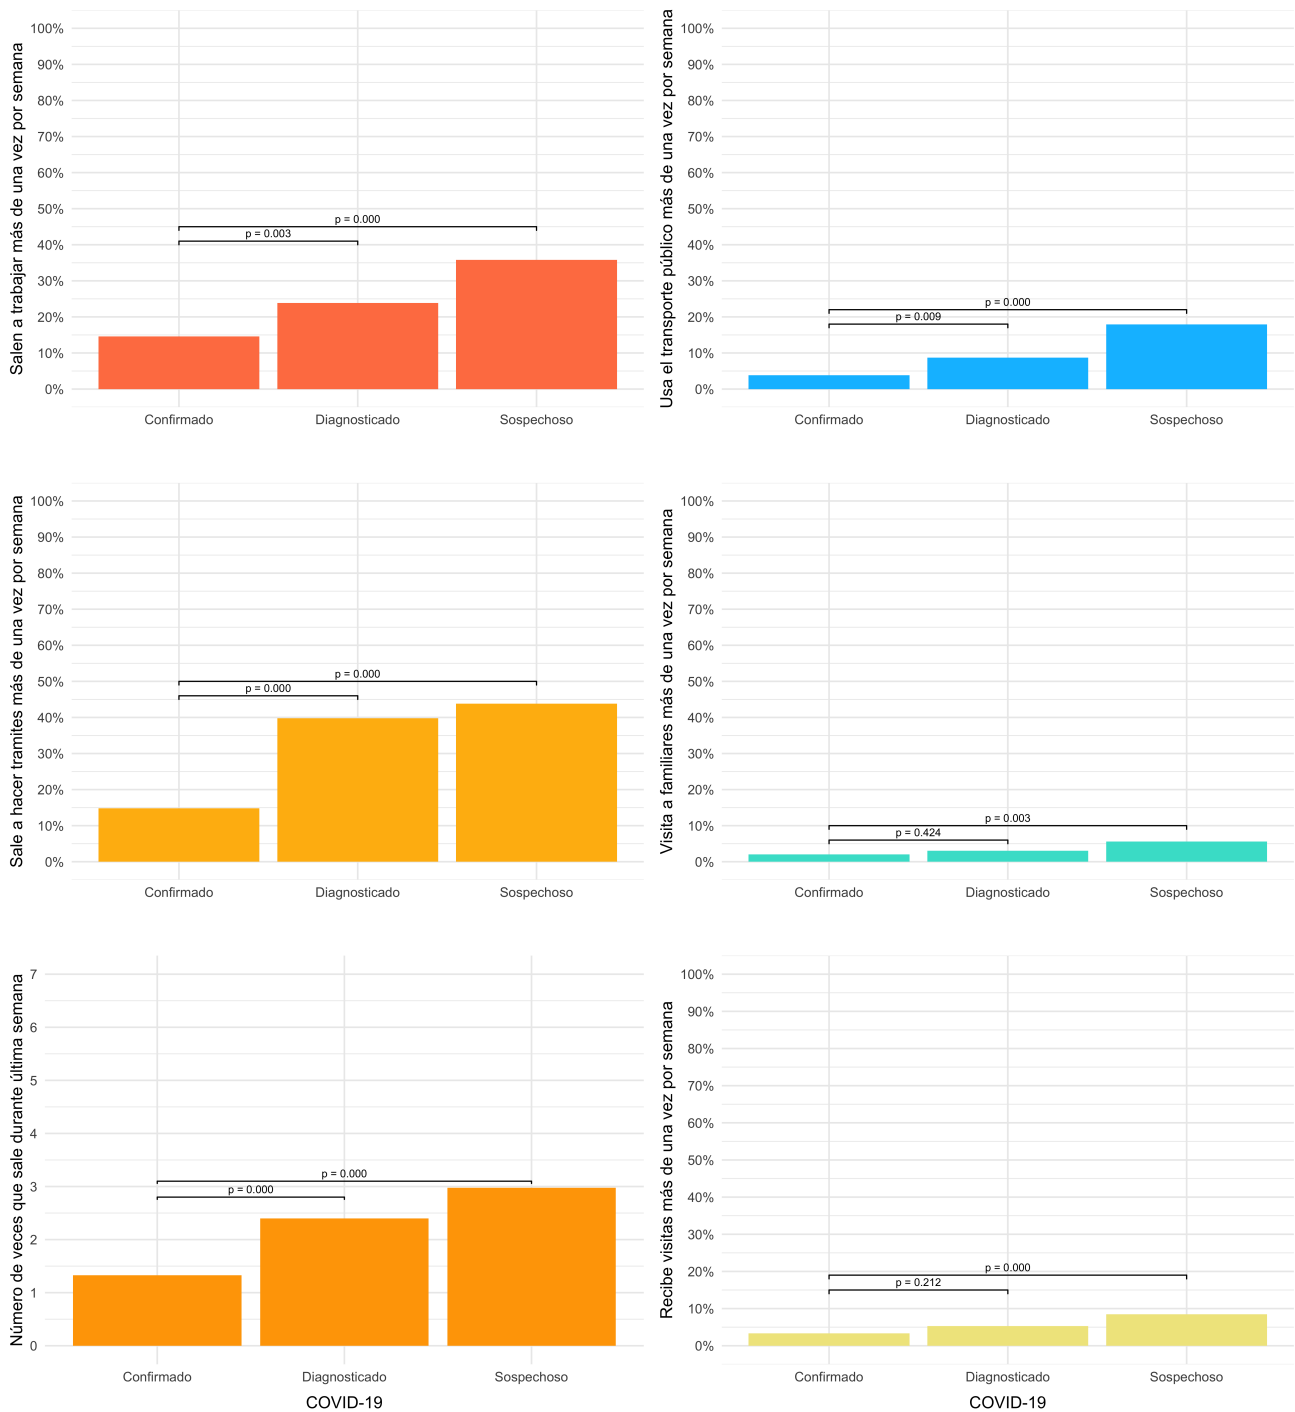 Salen a trabajar más de una vez por semana
100%
90%
80%
70%
60%
50%
40%
30%
20%
10%
0%
p = 0.000
p = 0.003
Confirmado
Diagnosticado
Sospechoso
Usa el transporte público más de una vez por semana
100%
90%
80%
70%
60%
50%
40%
30%
20%
10%
0%
p = 0.000
p = 0.009
Confirmado
Diagnosticado
Sospechoso
Sale a hacer tramites más de una vez por semana
100%
90%
80%
70%
60%
50%
40%
30%
20%
10%
0%
p = 0.000
p = 0.000
Confirmado
Diagnosticado
Sospechoso
Visita a familiares más de una vez por semana
100%
90%
80%
70%
60%
50%
40%
30%
20%
10%
0%
p = 0.003
p = 0.424
Confirmado
Diagnosticado
Sospechoso
Número de veces que sale durante última semana
7
6
5
4
3
2
1
0
p = 0.000
p = 0.000
Confirmado
Diagnosticado
Sospechoso
COVID-19
Recibe visitas más de una vez por semana
100%
90%
80%
70%
60%
50%
40%
30%
20%
10%
0%
p = 0.000
p = 0.212
Confirmado
Diagnosticado
Sospechoso
COVID-19